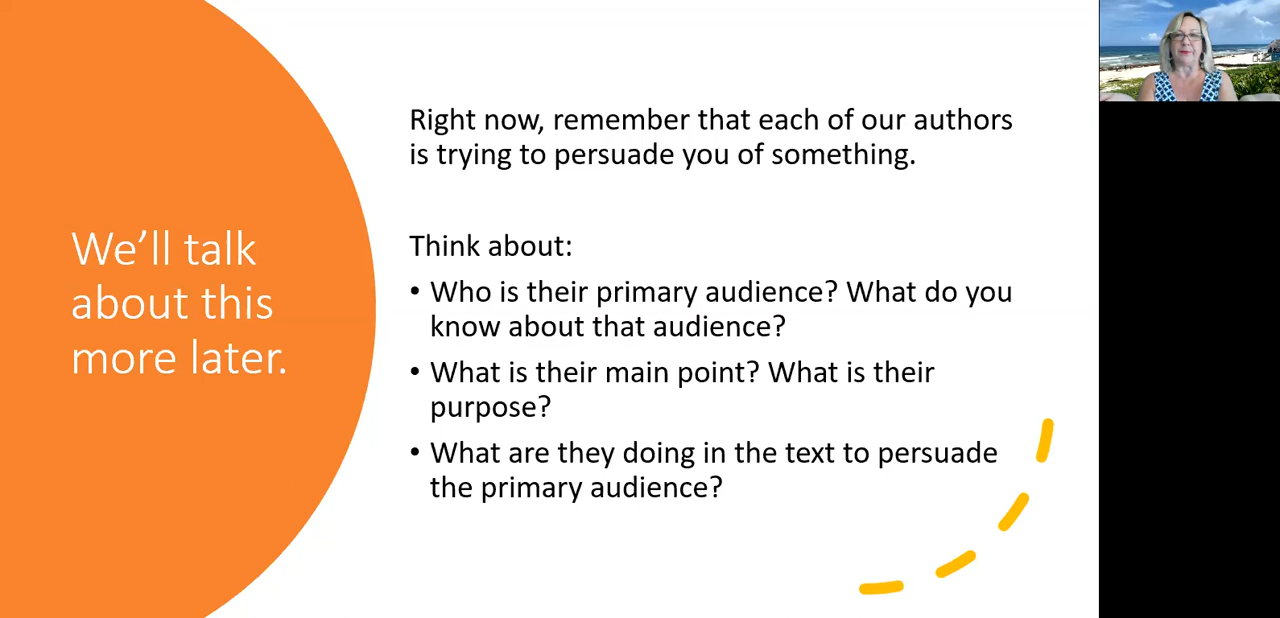 We’ll talk
about this
more later.
Right now, remember that each of our authors
is trying to persuade you of something.
Think about:
• Who is their primary audience? What do you
know about that audience?
• What is their main point? What is their
purpose?
• What are they doing in the text to persuade
the primary audience?